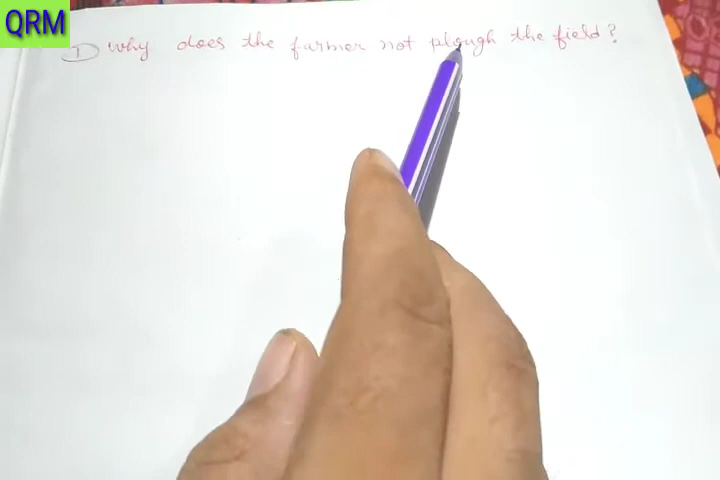 QRM
① Why does the farmer not plough the field?